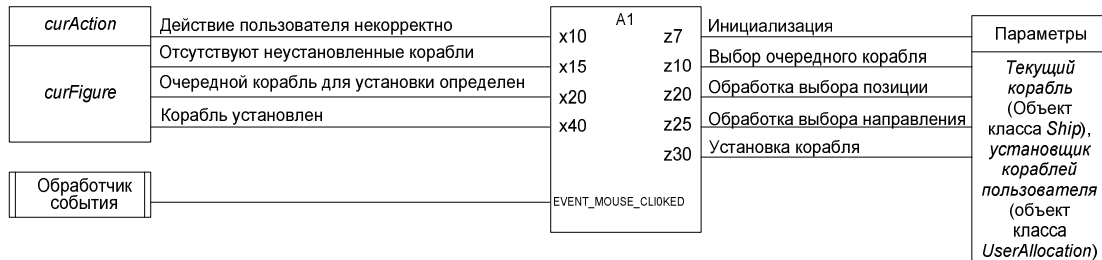 curAction
Действие пользователя некорректно
curFigure
Отсутствуют неустановленные корабли
Очередной корабль для установки определен
Корабль установлен
Обработчик
события
A1
x10
x15
x20
x40
z7
z10
z20
z25
z30
EVENT_MOUSE_CLI0KED
Инициализация
Выбор очередного корабля
Обработка выбора позиции
Обработка выбора направления
Установка корабля
Параметры
Текущий
корабль
(Объект
класса Ship),
установщик
кораблей
пользователя
(объект
класса
UserAllocation)